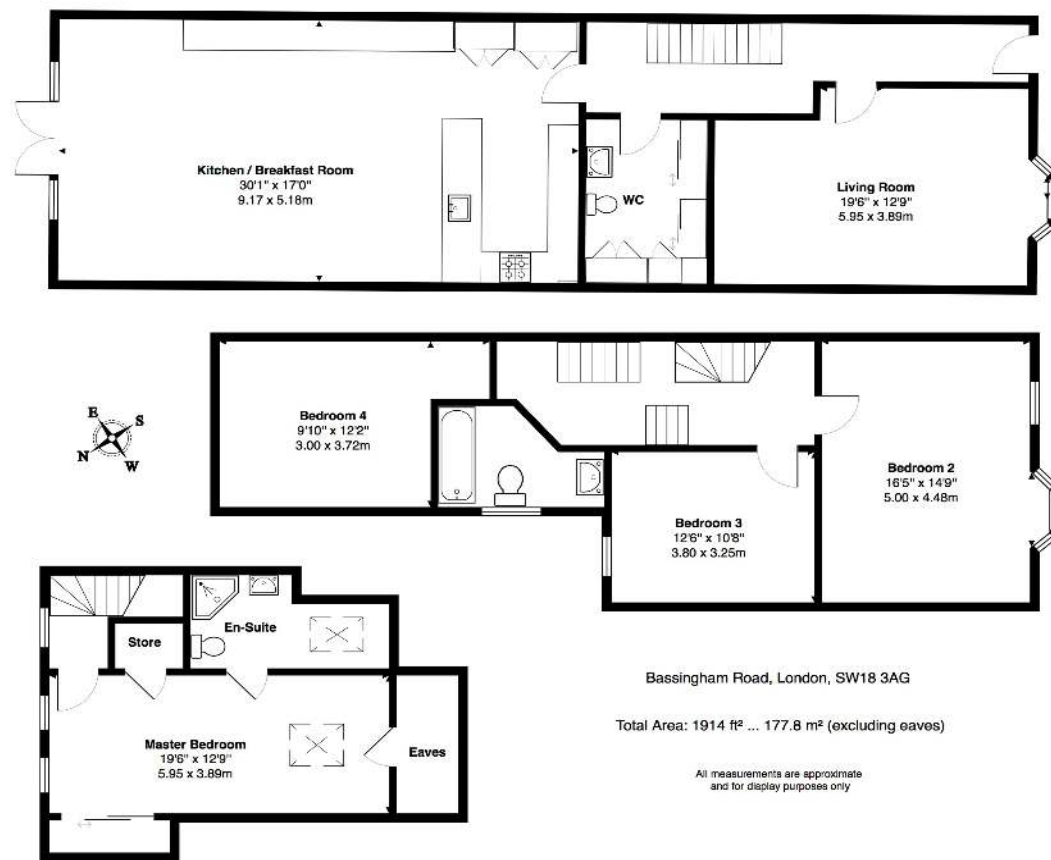 Kitchen / Breakfast Room
30'1" x 17'0"
9.17 x 5.18m
WC
Living Room
19'6" x 12'9"
5.95 x 3.89m
E
S
N
W
Bedroom 4
9'10" x 12'2"
3.00 x 3.72m
Bedroom 3
12'6" x 10'8"
3.80 x 3.25m
Bedroom 2
16'5" x 14'9"
5.00 x 4.48m
Store
En-Suite
Master Bedroom
19'6" x 12'9"
5.95 x 3.89m
Eaves
Bassingham Road, London, SW18 3AG
Total Area: 1914 ft² ... 177.8 m² (excluding eaves)
All measurements are approximate
and for display purposes only